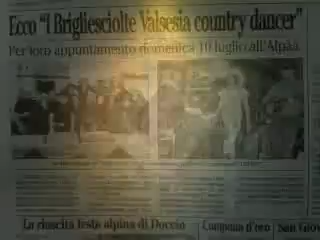 Ecco "I Brigliesciolte Valsesia country dancer"
Per loro appuntamento domenica 10 luglio all'Alpàa
La riuscita festa alpina di Doccio
Campana d'oro
San Giov